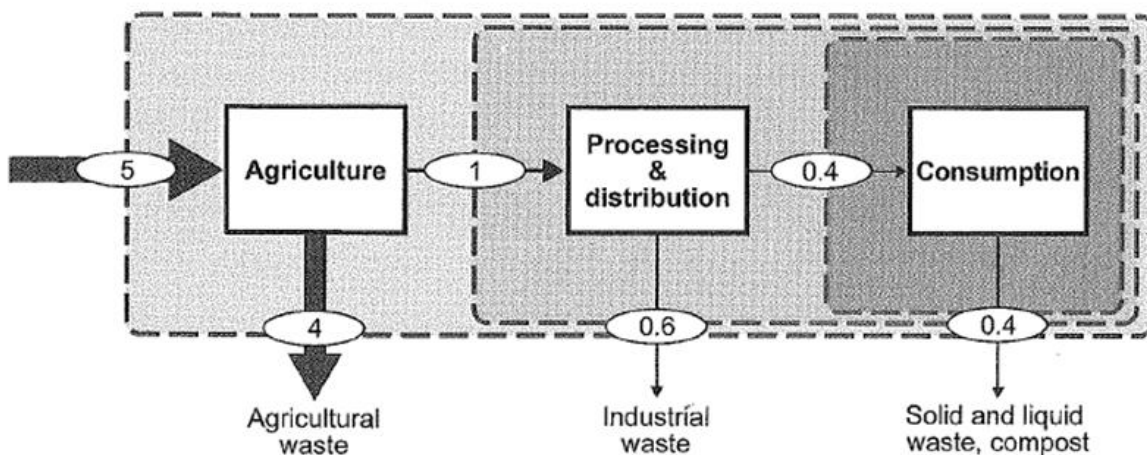 5
Agriculture
1
Processing
&
distribution
0.4
Consumption
4
0.6
0.4
Agricultural
waste
Industrial
waste
Solid and liquid
waste, compost